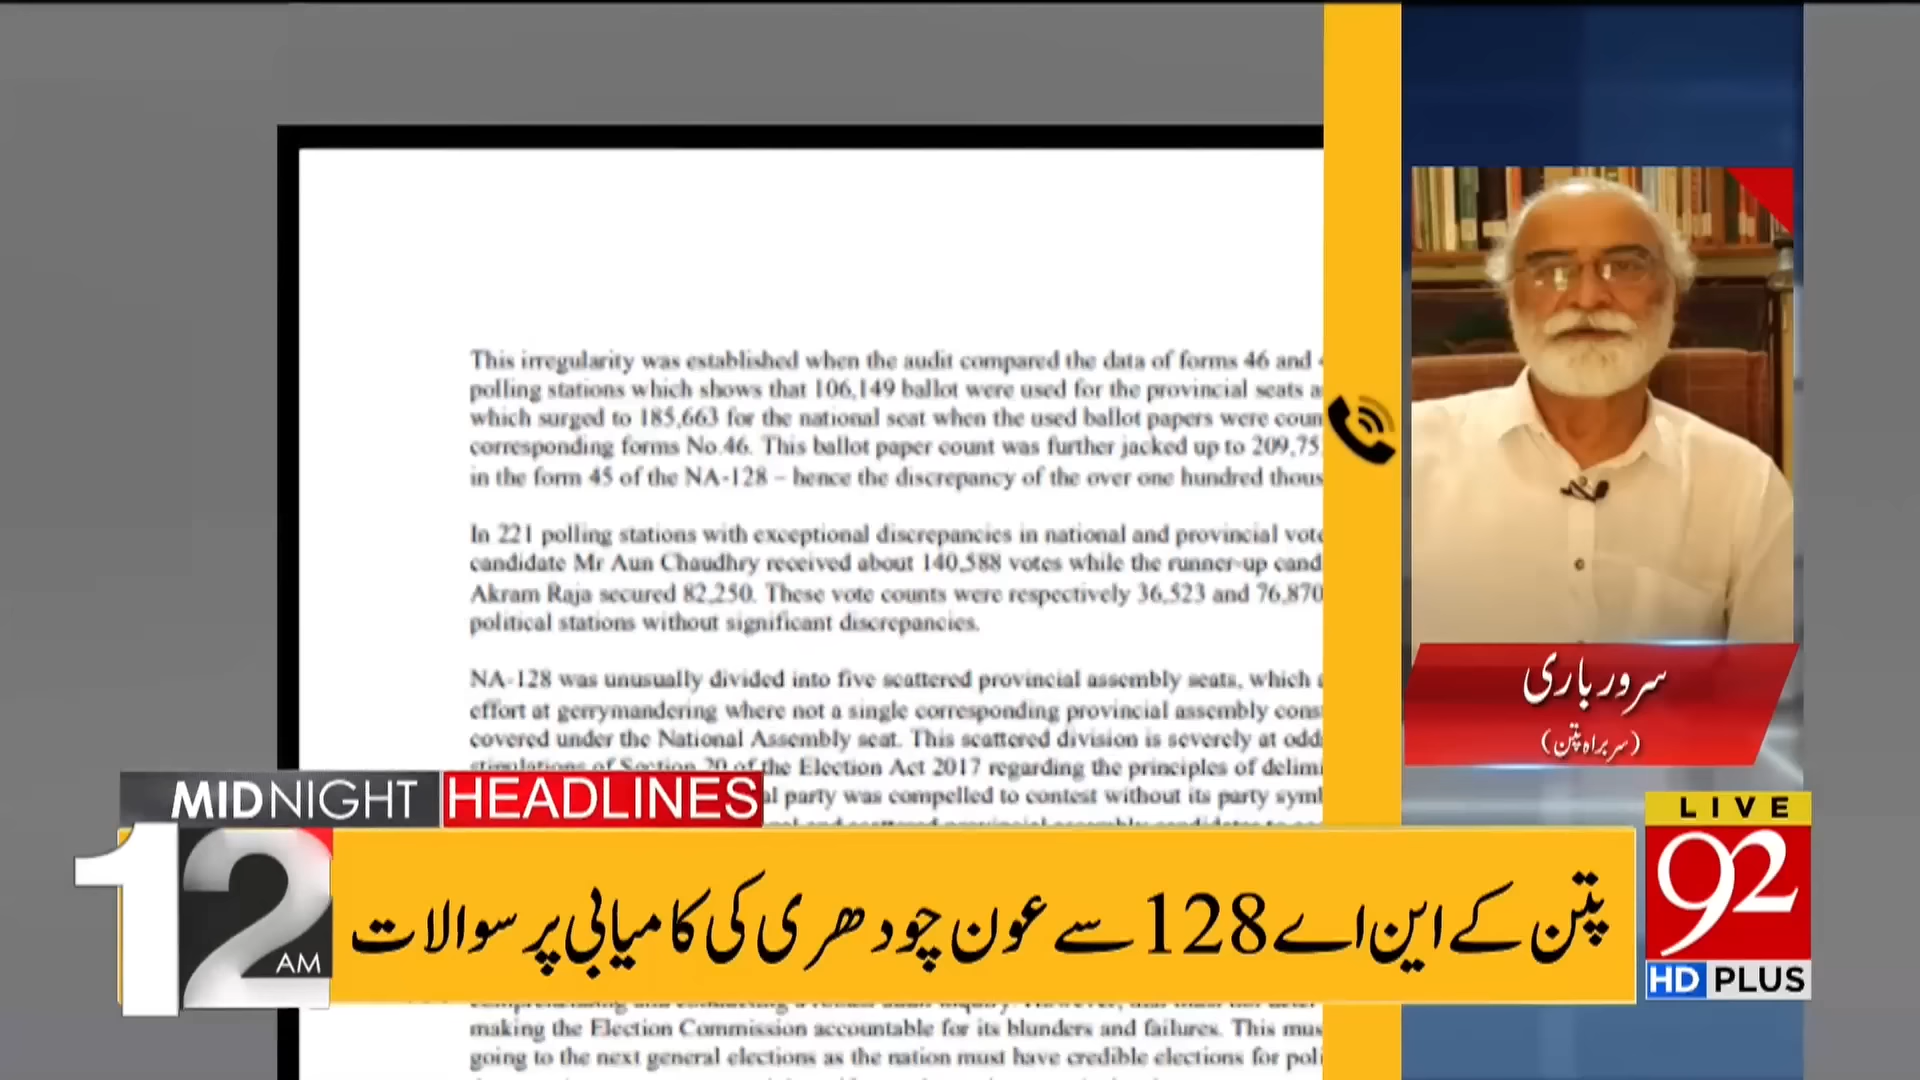 This irregularity was established when the audit compared the data of forms 46 and
polling stations which shows that 106,149 ballot were used for the provincial seats
which surged to 185,663 for the national seat when the used ballot papers were
corresponding forms No.46. This ballot paper count was further jacked up to 209,75
in the form 45 of the NA-128 – hence the discrepancy of the over one hundred
In 221 polling stations with exceptional discrepancies in national and provincial
candidate Mr Aun Chaudhry received about 140,588 votes while the runner-up
Akram Raja secured 82,250. These vote counts were respectively 36,523 and 76,870
political stations without significant discrepancies.
NA-128 was unusually divided into five scattered provincial assembly seats, which
effort at gerrymandering where not a single corresponding provincial assembly
covered under the National Assembly seat. This scattered division is severely at
of Section 20 of the Election Act 2017 regarding the principles of
party was compelled to contest without its party
making the Election Commission accountable for its blunders and failures. This
going to the next general elections as the nation must have credible elections for
سرور باری
(سربراہ پتن)
MIDNIGHT HEADLINES
12 AM
پتن کے این اے 128 سے عون چودھری کی کامیابی پر سوالات
LIVE
92
HD PLUS